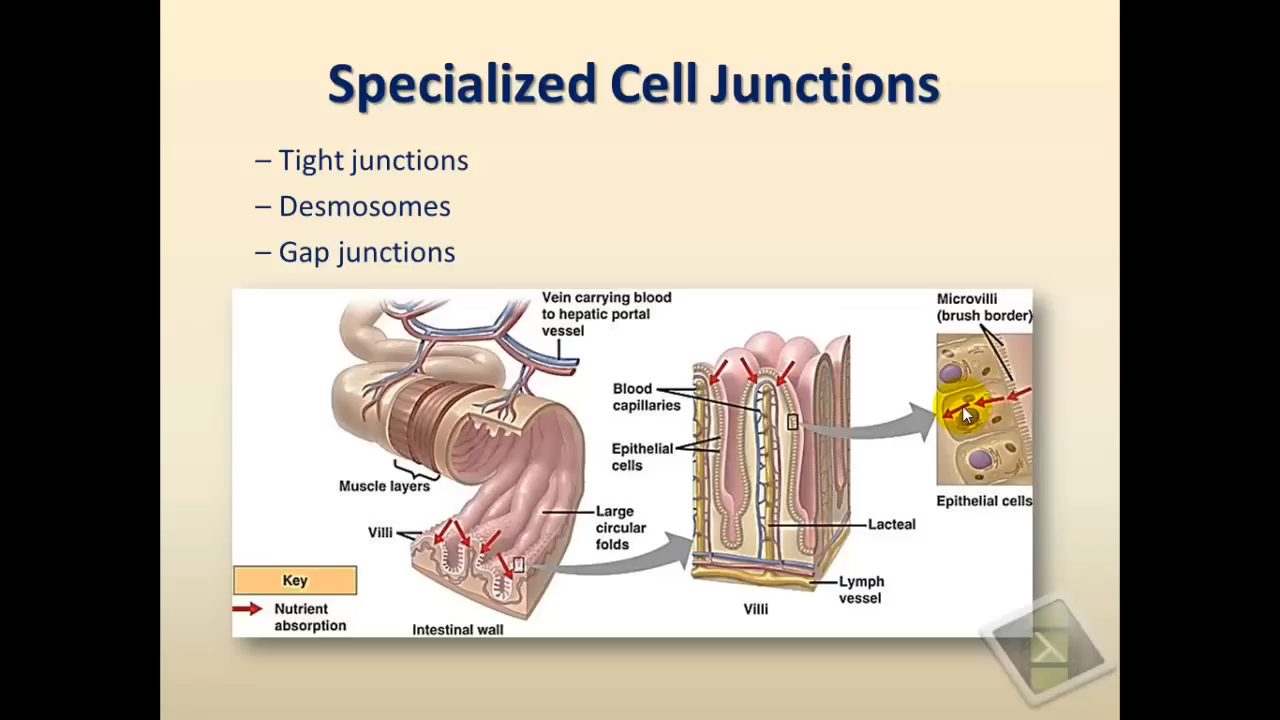 Specialized Cell Junctions
– Tight junctions
– Desmosomes
– Gap junctions
Vein carrying blood
to hepatic portal
vessel
Muscle layers
Villi
Large
circular
folds
Key
Nutrient
absorption
Intestinal wall
Blood
capillaries
Epithelial
cells
Lacteal
Lymph
vessel
Villi
Microvilli
(brush border)
Epithelial cells